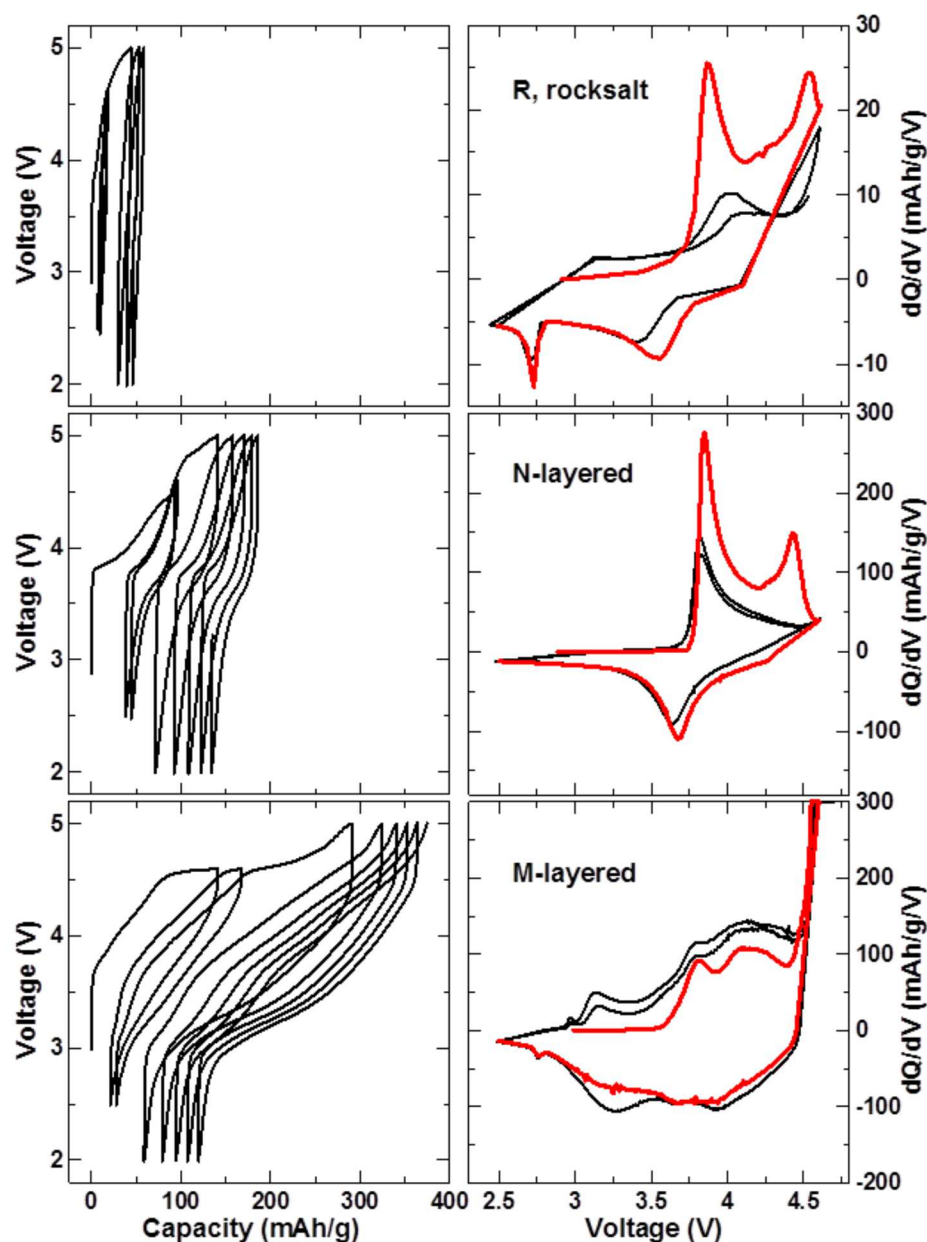 5
4
3
2
Voltage (V)
R, rocksalt
30
20
10
0
-10
dQ/dV (mAh/g/V)
5
4
3
2
Voltage (V)
N-layered
300
200
100
0
-100
dQ/dV (mAh/g/V)
5
4
3
2
Voltage (V)
M-layered
300
200
100
0
-100
-200
dQ/dV (mAh/g/V)
0 100 200 300 400
Capacity (mAh/g)
2.5 3 3.5 4 4.5
Voltage (V)